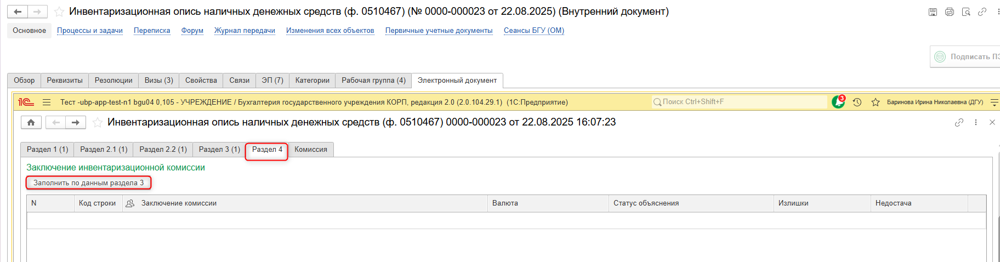 Инвентаризационная опись наличных денежных средств (ф. 0510467) (№ 0000-000023 от 22.08.2025) (Внутренний документ)
Основное Процессы и задачи Переписка Форум Журнал передачи Изменения всех объектов Первичные учетные документы Сеансы БГУ (ОМ)
Подписать ПЭ
Обзор Реквизиты Резолюции Визы (3) Свойства Связи ЭП (7) Категории Рабочая группа (4) Электронный документ
1С Тест -ubp-app-test-n1 bgu04 0,105 - УЧРЕЖДЕНИЕ / Бухгалтерия государственного учреждения КОРП, редакция 2.0 (2.0.104.29.1) (1С:Предприятие) Поиск Ctrl+Shift+F 3 Баринова Ирина Николаевна (ДГУ)
Инвентаризационная опись наличных денежных средств (ф. 0510467) 0000-000023 от 22.08.2025 16:07:23
Раздел 1 (1) Раздел 2.1 (1) Раздел 2.2 (1) Раздел 3 (1) Раздел 4 Комиссия
Заключение инвентаризационной комиссии
Заполнить по данным раздела 3
N Код строки Заключение комиссии Валюта Статус объяснения Излишки Недостача